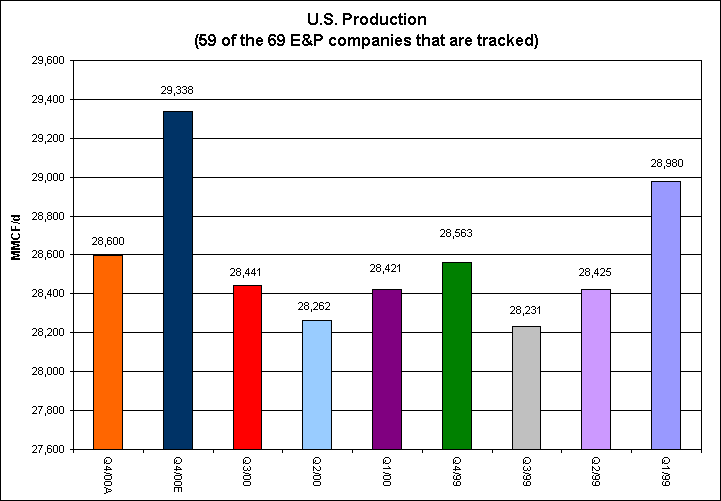 U.S. Production
(59 of the 69 E&P companies that are tracked)
29,600
29,400
29,200
29,000
28,800
28,600
28,400
28,200
28,000
27,800
27,600
MMCF/d
28,600
29,338
28,441
28,262
28,421
28,563
28,231
28,425
28,980
Q4/00A
Q4/00E
Q3/00
Q2/00
Q1/00
Q4/99
Q3/99
Q2/99
Q1/99